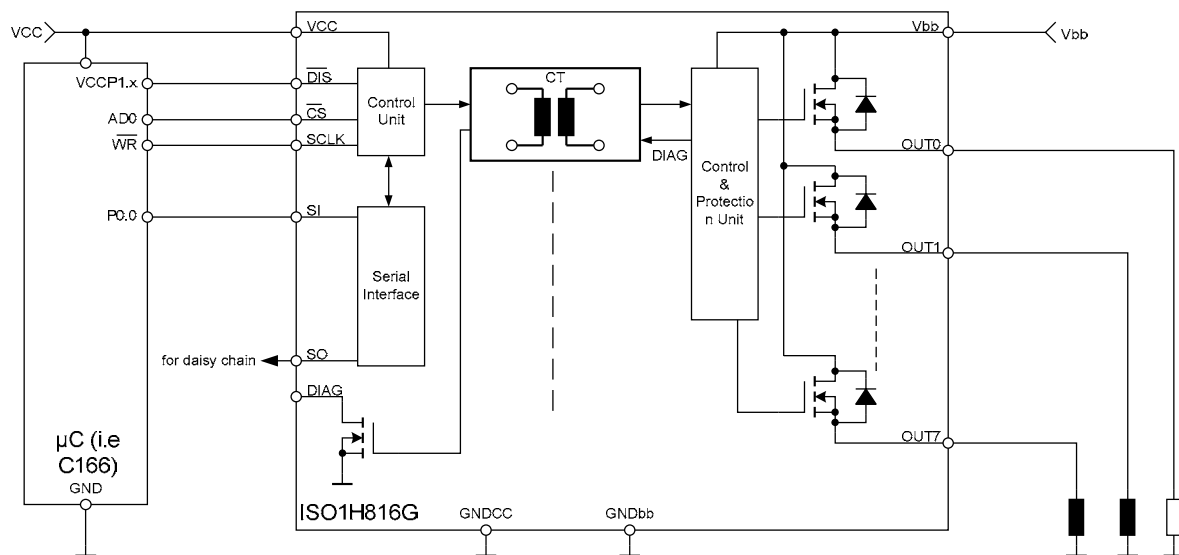 VCC
VCC
Vbb
Vbb
VCCP1.x
DIS
CT
AD0
CS
Control
Unit
WR
SCLK
DIAG
OUT0
Control
&
Protectio
n Unit
P0.0
SI
OUT1
Serial
Interface
for daisy chain
SO
DIAG
OUT7
µC (i.e
C166)
GND
ISO1H816G
GNDCC
GNDbb